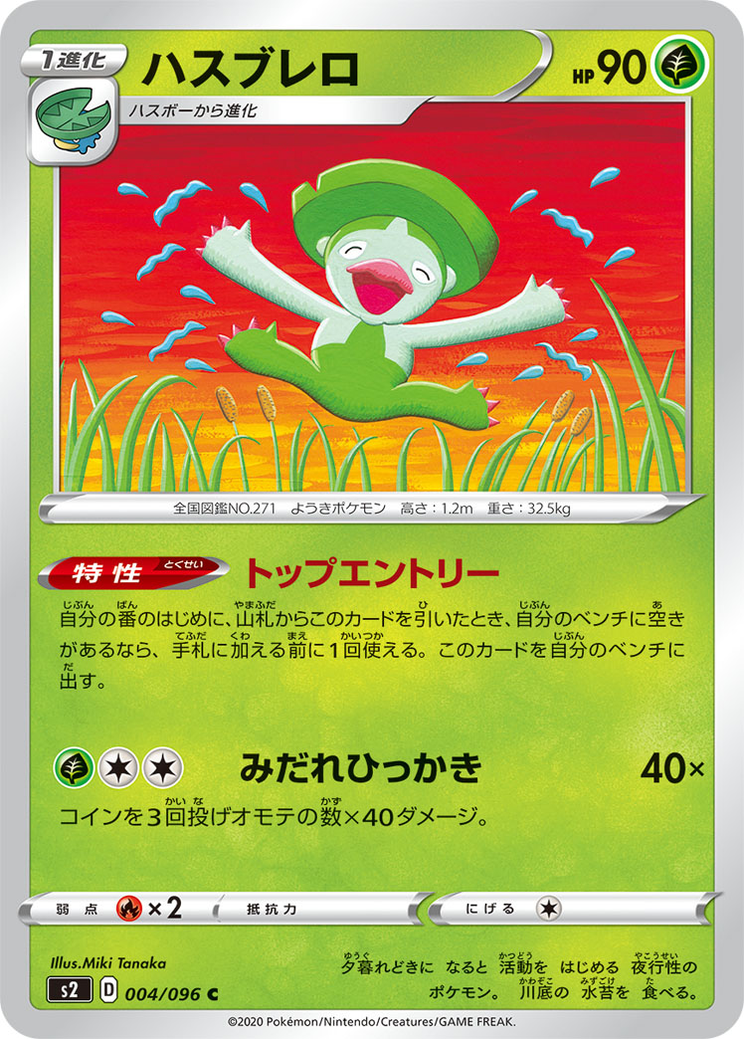 1進化
ハスブレロ
HP 90
ハスボーから進化
全国図鑑NO.271 ようきポケモン 高さ：1.2m 重さ：32.5kg
特性 とくせい トップエントリー
自分の番のはじめに、山札からこのカードを引いたとき、自分のベンチに空き
があるなら、手札に加える前に1回使える。このカードを自分のベンチに
出す。
みだれひっかき 40×
コインを3回投げオモテの数×40ダメージ。
弱点 ×2 抵抗力 にげる
Illus.Miki Tanaka
夕暮れどきに なると 活動を はじめる 夜行性の
ポケモン。 川底の 水苔を 食べる。
s2 D 004/096 C
©2020 Pokémon/Nintendo/Creatures/GAME FREAK.